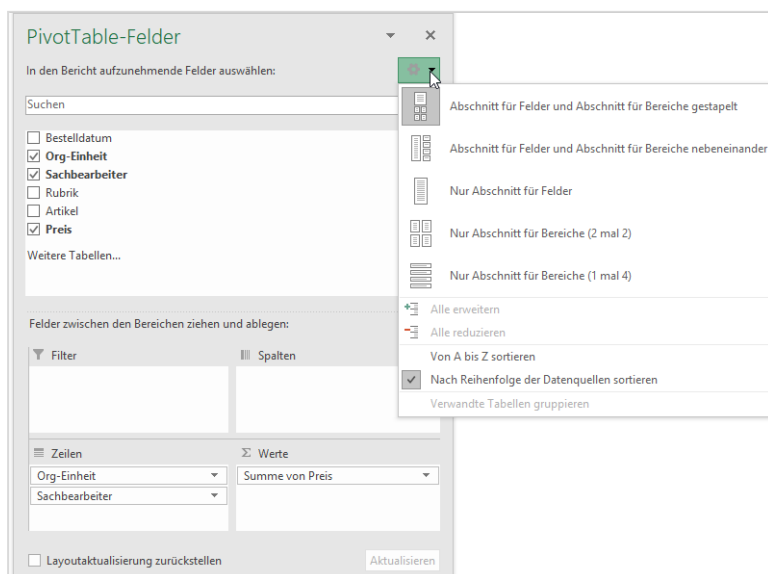 PivotTable-Felder
In den Bericht aufzunehmende Felder auswählen:
Suchen
Bestelldatum
Org-Einheit
Sachbearbeiter
Rubrik
Artikel
Preis
Weitere Tabellen...
Abschnitt für Felder und Abschnitt für Bereiche gestapelt
Abschnitt für Felder und Abschnitt für Bereiche nebeneinander
Nur Abschnitt für Felder
Nur Abschnitt für Bereiche (2 mal 2)
Nur Abschnitt für Bereiche (1 mal 4)
Alle erweitern
Alle reduzieren
Von A bis Z sortieren
Nach Reihenfolge der Datenquellen sortieren
Verwandte Tabellen gruppieren
Felder zwischen den Bereichen ziehen und ablegen:
Filter
Spalten
Zeilen
Σ Werte
Org-Einheit
Summe von Preis
Sachbearbeiter
Layoutaktualisierung zurückstellen
Aktualisieren